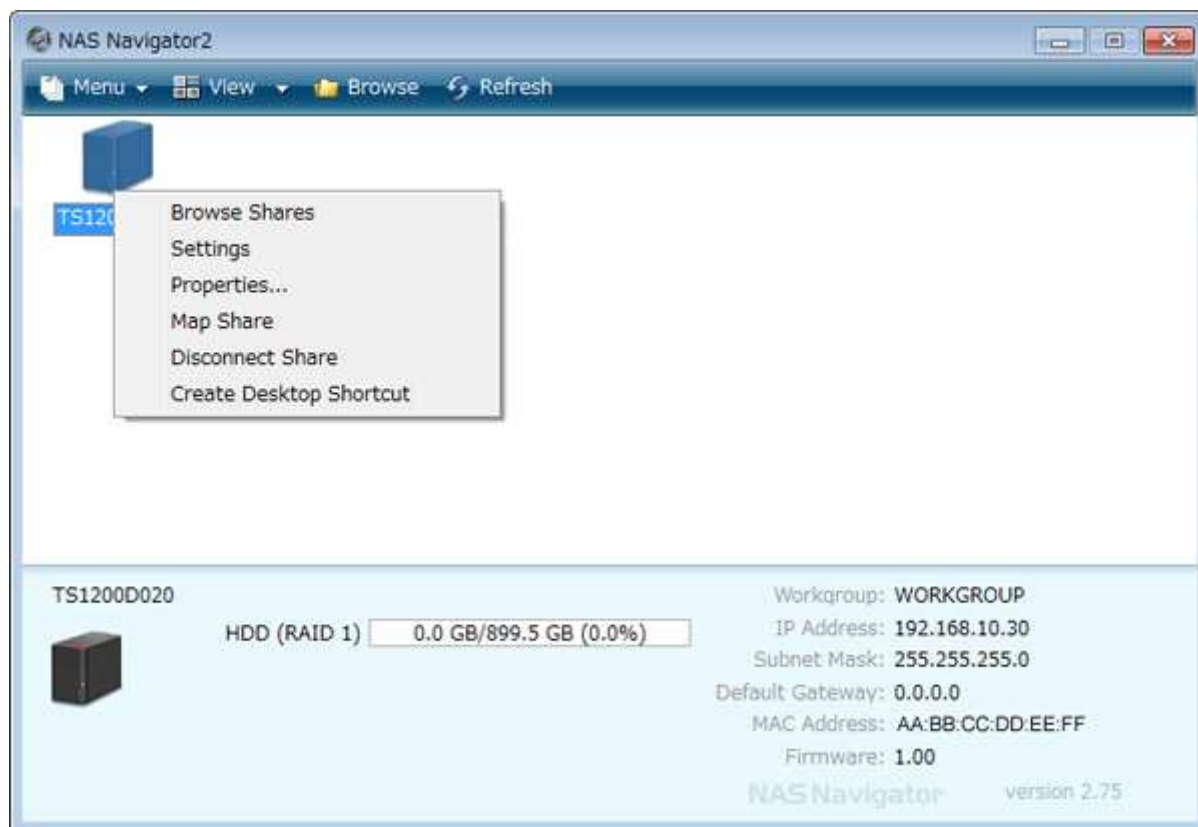 NAS Navigator2
Menu View Browse Refresh
TS120
Browse Shares
Settings
Properties...
Map Share
Disconnect Share
Create Desktop Shortcut
TS1200D020
HDD (RAID 1) 0.0 GB/899.5 GB (0.0%)
Workgroup: WORKGROUP
IP Address: 192.168.10.30
Subnet Mask: 255.255.255.0
Default Gateway: 0.0.0.0
MAC Address: AA:BB:CC:DD:EE:FF
Firmware: 1.00
NASNavigator version 2.75